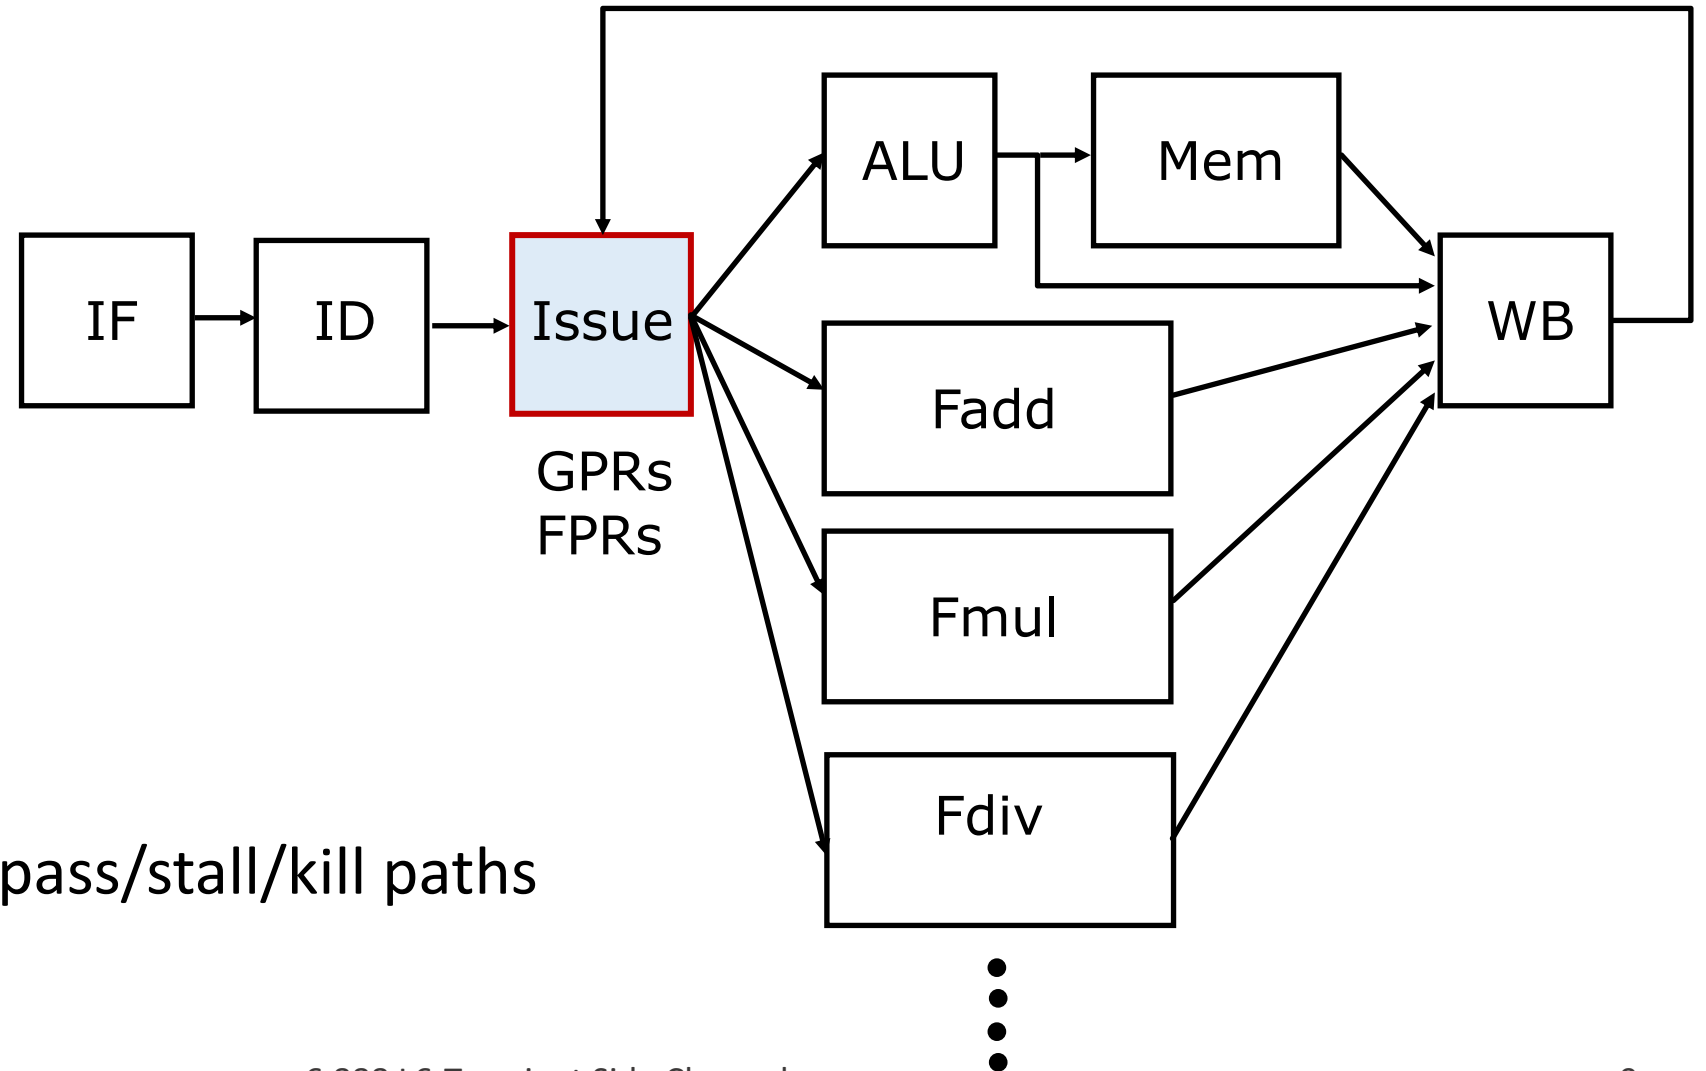 ALU
Mem
IF
ID
Issue
WB
Fadd
GPRs
FPRs
Fmul
Fdiv
pass/stall/kill paths